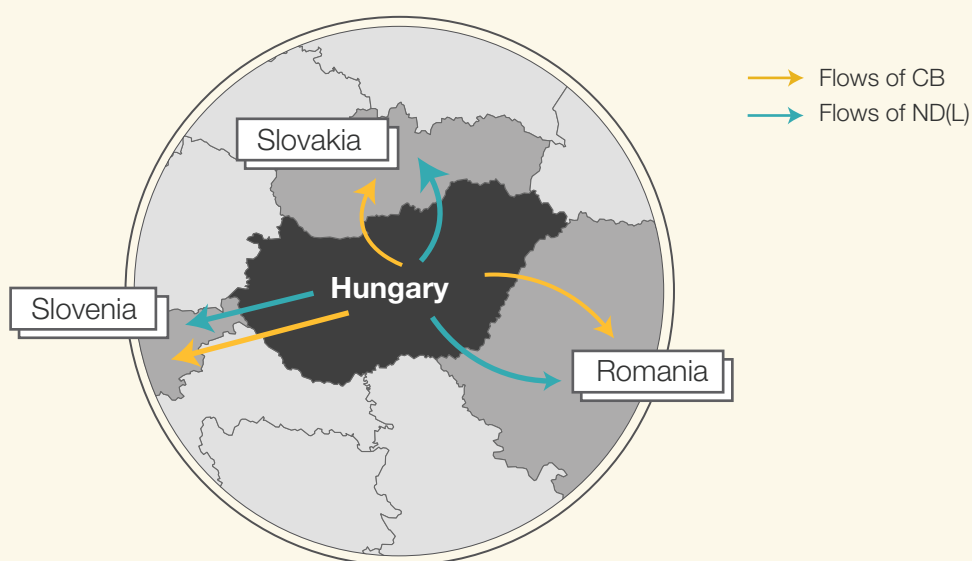 Flows of CB
Flows of ND(L)
Slovakia
Hungary
Slovenia
Romania